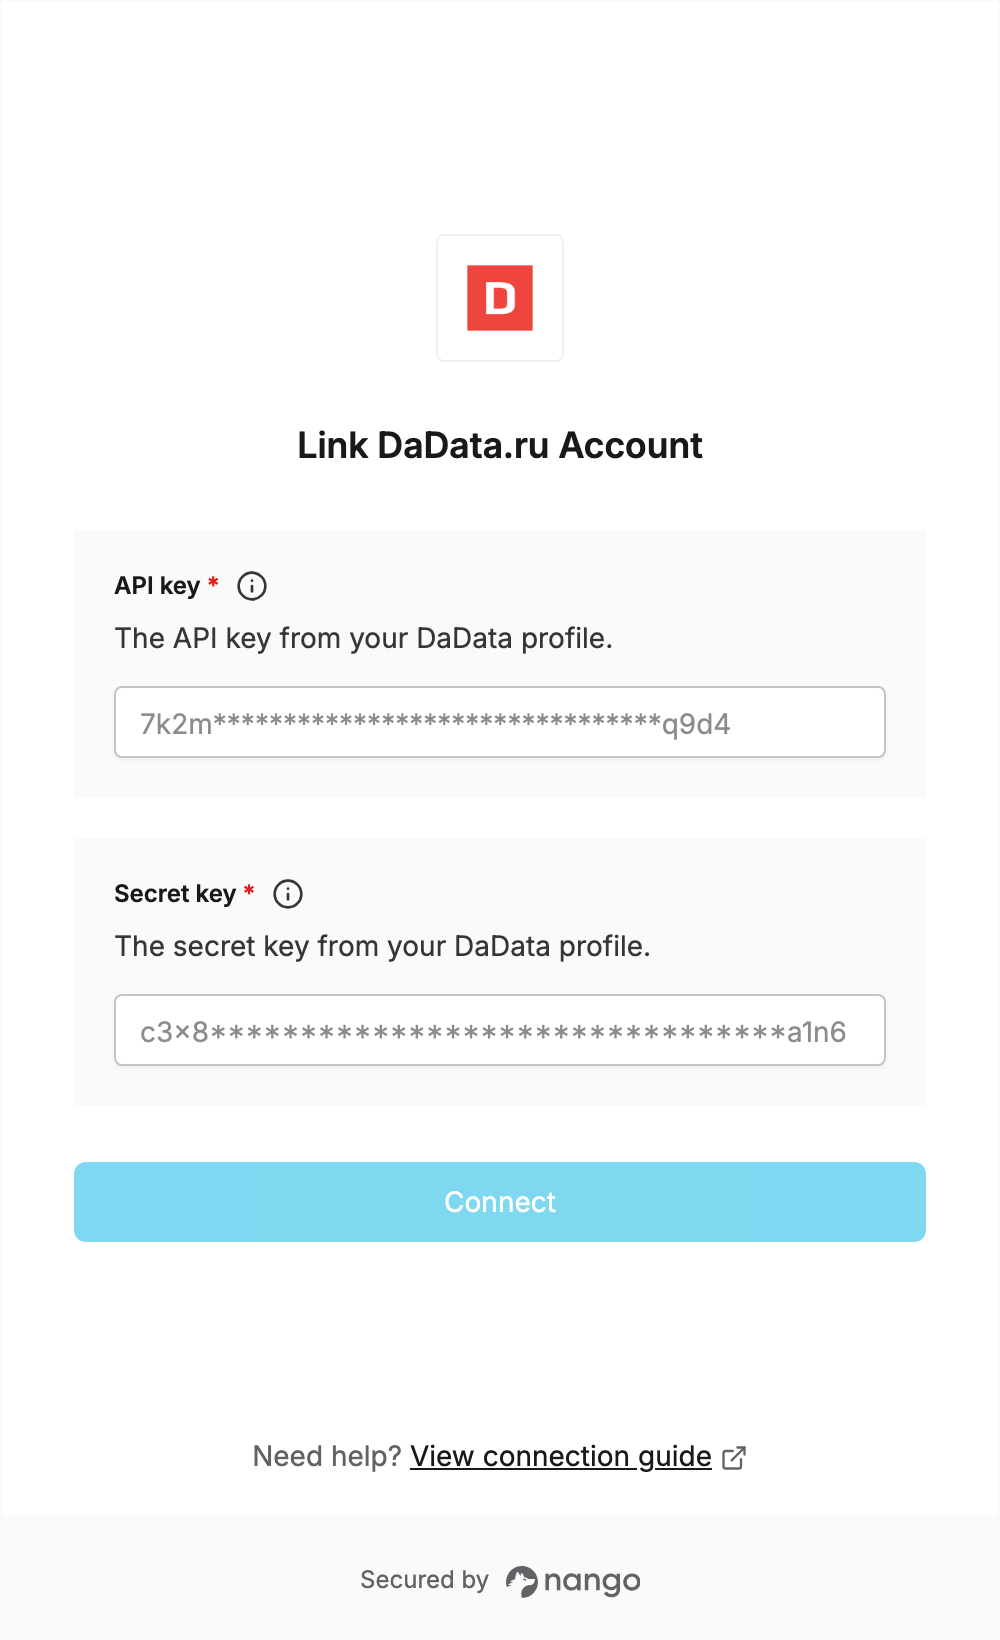 D
Link DaData.ru Account
API key *
The API key from your DaData profile.
7k2m********************************q9d4
Secret key *
The secret key from your DaData profile.
c3x8********************************a1n6
Connect
Need help? View connection guide
Secured by nango